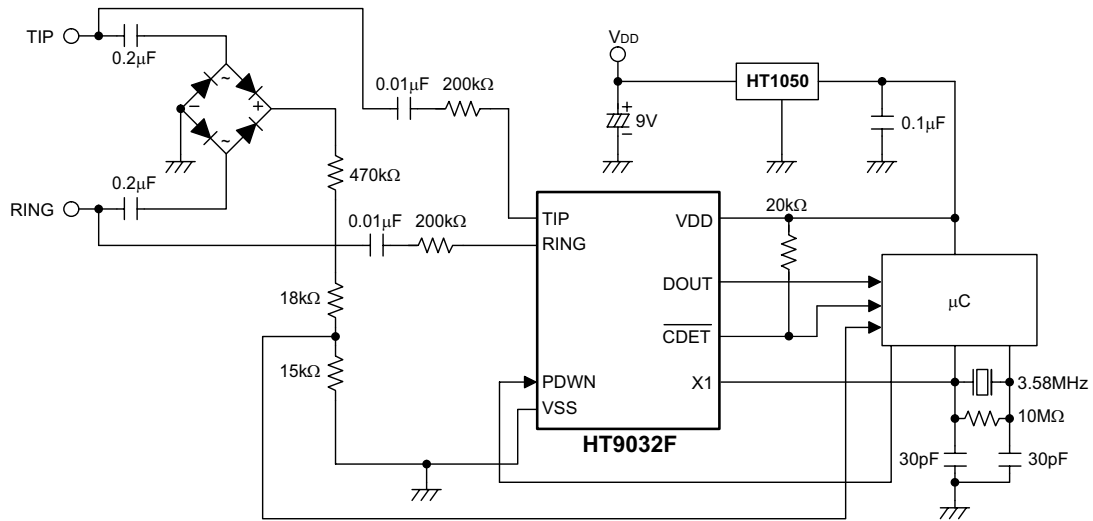 TIP
0.2μF
~
−
+
~
0.2μF
RING
0.01μF
200kΩ
470kΩ
0.01μF
200kΩ
18kΩ
15kΩ
VDD
+
9V
−
HT1050
0.1μF
20kΩ
TIP
RING
PDWN
VSS
VDD
DOUT
CDET
X1
HT9032F
μC
3.58MHz
10MΩ
30pF
30pF